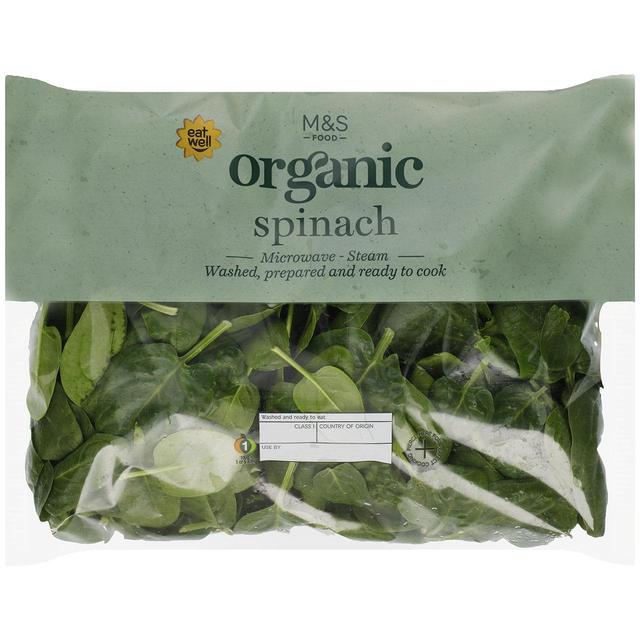 eat
well
M&S
FOOD
organic
spinach
Microwave - Steam
Washed, prepared and ready to cook
Washed and ready to eat.
CLASS I
COUNTRY OF ORIGIN
USE BY
1